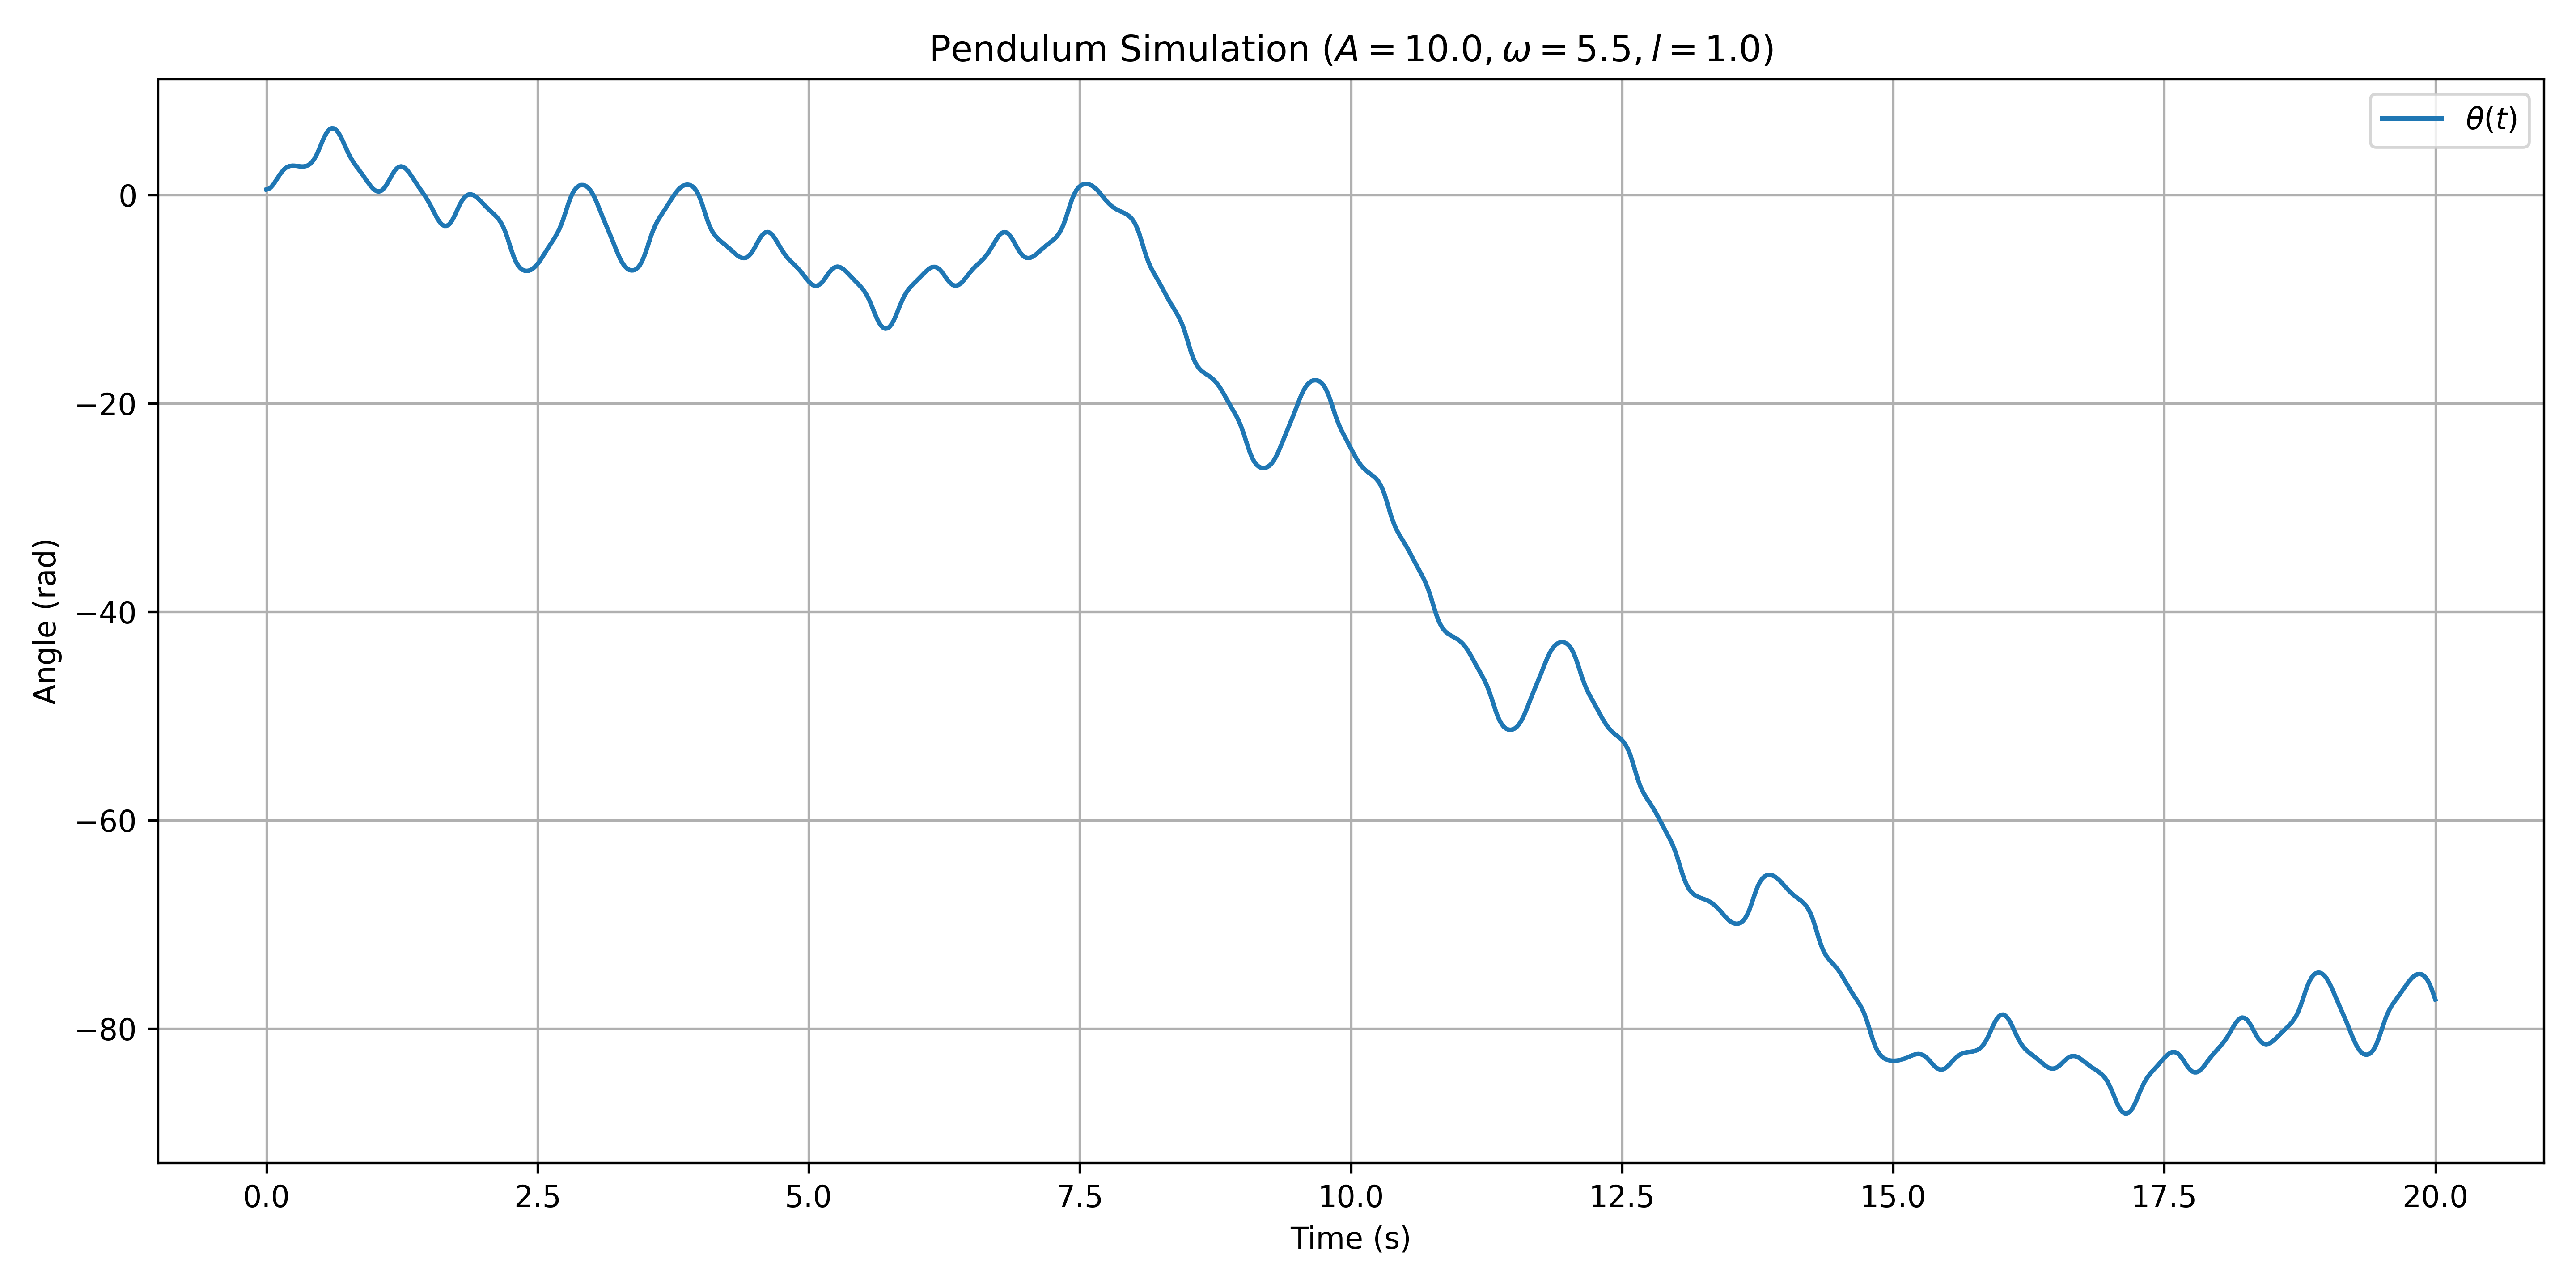 Pendulum Simulation (A = 10.0, ω = 5.5, l = 1.0)
θ(t)
0
−20
−40
−60
−80
Angle (rad)
0.0 2.5 5.0 7.5 10.0 12.5 15.0 17.5 20.0
Time (s)